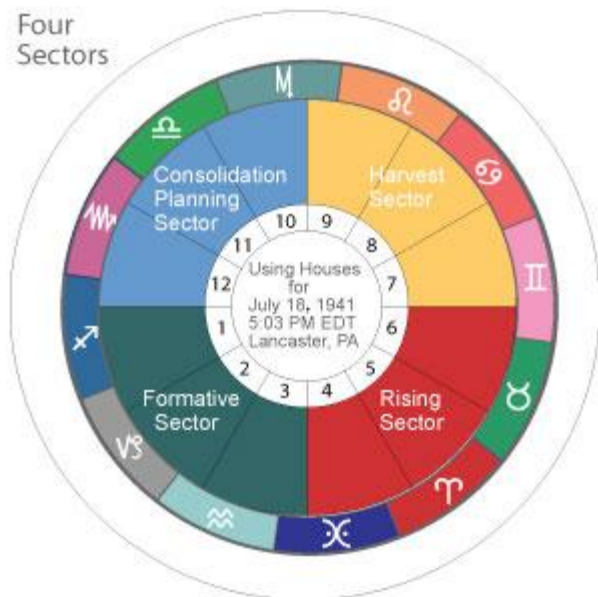 Four
Sectors
Consolidation
Planning
Sector
Harvest
Sector
10
9
11
8
12
7
Using Houses
for
July 18, 1941
5:03 PM EDT
Lancaster, PA
1
6
2
5
3
4
Formative
Sector
Rising
Sector